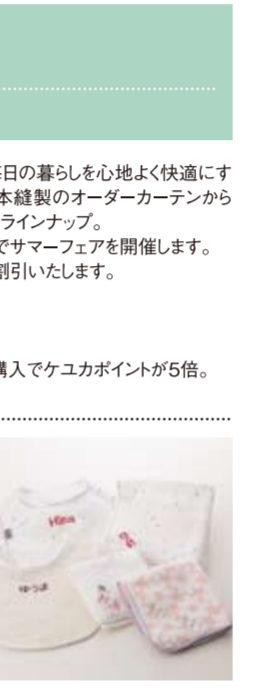 毎日の暮らしを心地よく快適にす
本縫製のオーダーカーテンから
ラインナップ。
でサマーフェアを開催します。
割引いたします。
購入でケユカポイントが5倍。
Hina
ゆうま